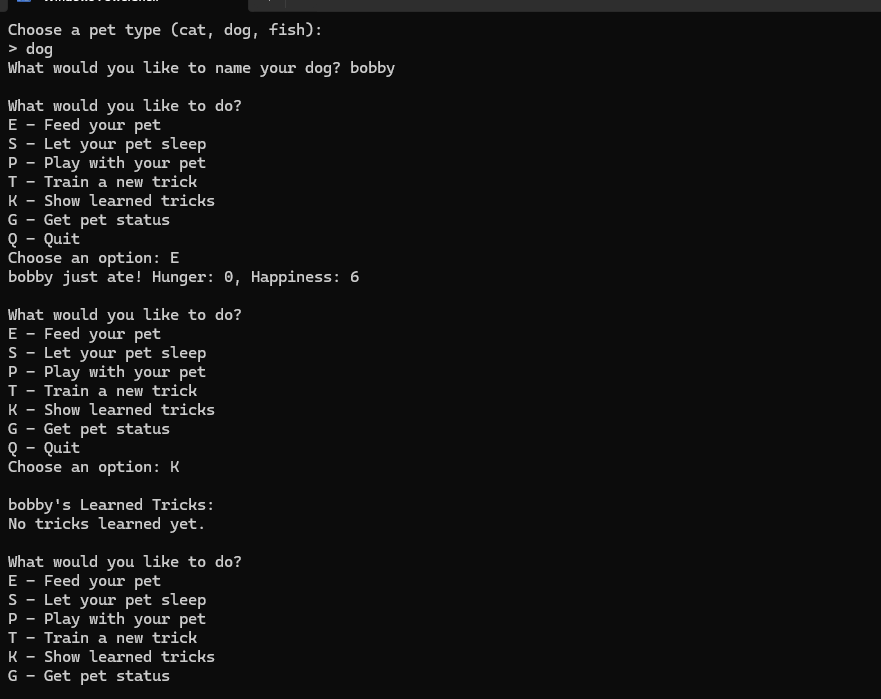 Choose a pet type (cat, dog, fish):
> dog
What would you like to name your dog? bobby
What would you like to do?
E - Feed your pet
S - Let your pet sleep
P - Play with your pet
T - Train a new trick
K - Show learned tricks
G - Get pet status
Q - Quit
Choose an option: E
bobby just ate! Hunger: 0, Happiness: 6
What would you like to do?
E - Feed your pet
S - Let your pet sleep
P - Play with your pet
T - Train a new trick
K - Show learned tricks
G - Get pet status
Q - Quit
Choose an option: K
bobby's Learned Tricks:
No tricks learned yet.
What would you like to do?
E - Feed your pet
S - Let your pet sleep
P - Play with your pet
T - Train a new trick
K - Show learned tricks
G - Get pet status